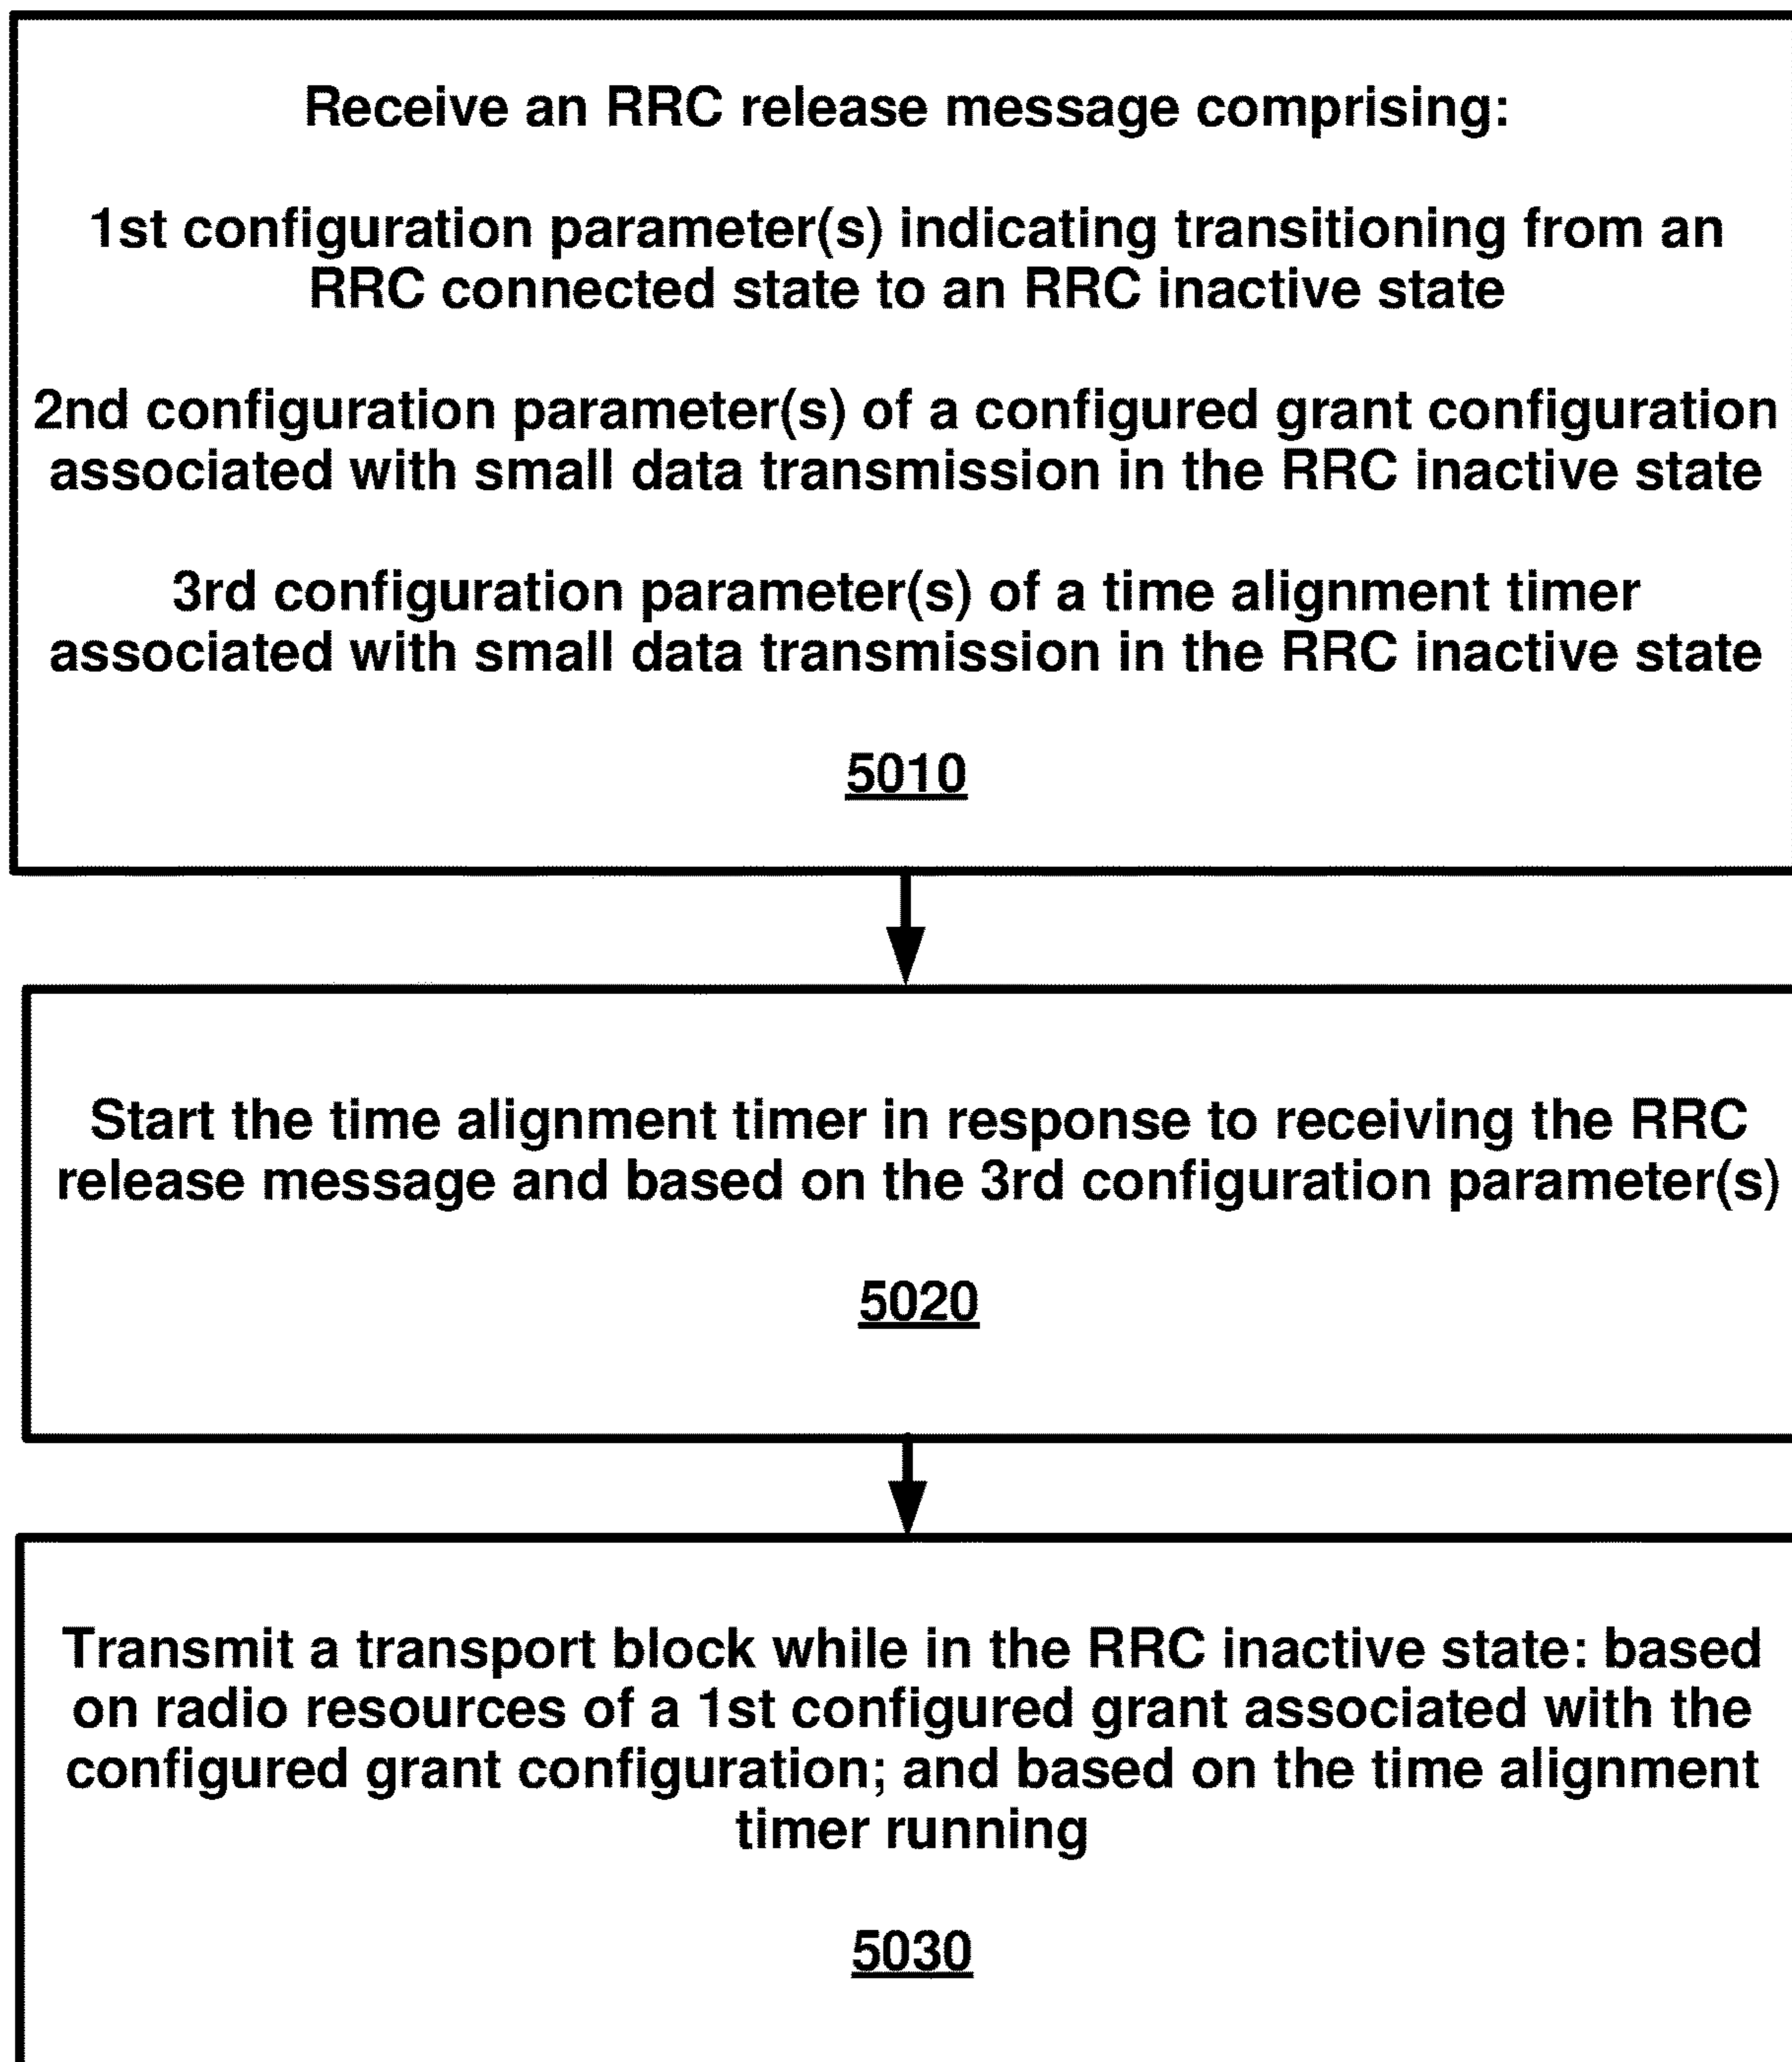 Receive an RRC release message comprising:
1st configuration parameter(s) indicating transitioning from an
RRC connected state to an RRC inactive state
2nd configuration parameter(s) of a configured grant configuration
associated with small data transmission in the RRC inactive state
3rd configuration parameter(s) of a time alignment timer
associated with small data transmission in the RRC inactive state
5010
Start the time alignment timer in response to receiving the RRC
release message and based on the 3rd configuration parameter(s)
5020
Transmit a transport block while in the RRC inactive state: based
on radio resources of a 1st configured grant associated with the
configured grant configuration; and based on the time alignment
timer running
5030